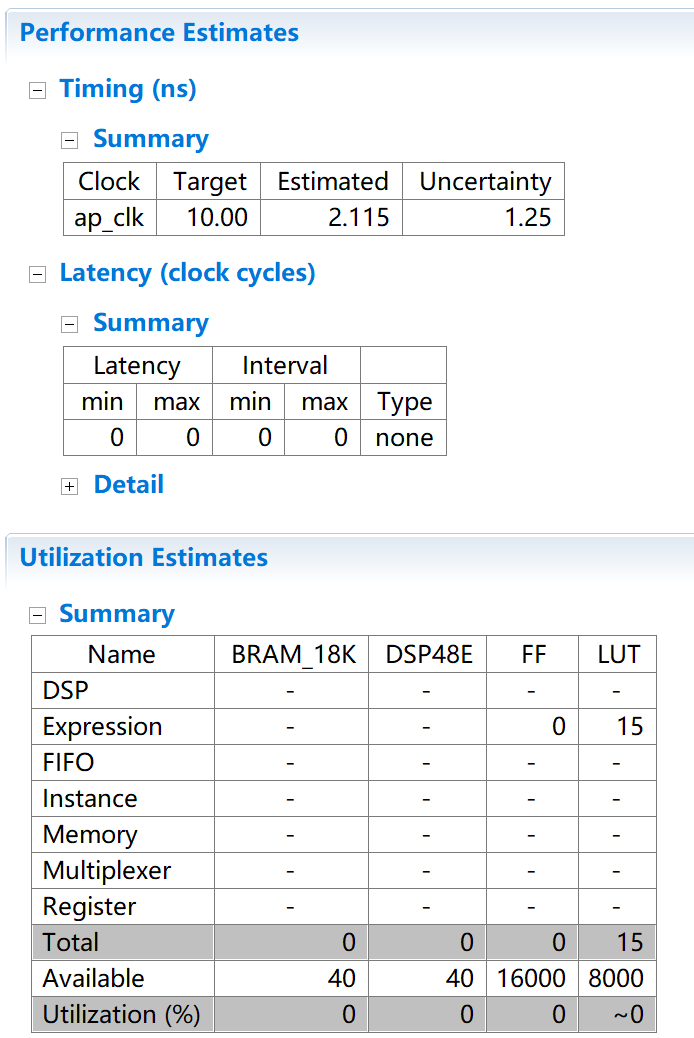 Performance Estimates
Timing (ns)
Summary
Clock Target Estimated Uncertainty
ap_clk 10.00 2.115 1.25
Latency (clock cycles)
Summary
Latency Interval
min max min max Type
0 0 0 0 none
Detail
Utilization Estimates
Summary
Name BRAM_18K DSP48E FF LUT
DSP - - - -
Expression - - 0 15
FIFO - - - -
Instance - - - -
Memory - - - -
Multiplexer - - - -
Register - - - -
Total 0 0 0 15
Available 40 40 16000 8000
Utilization (%) 0 0 0 ~0